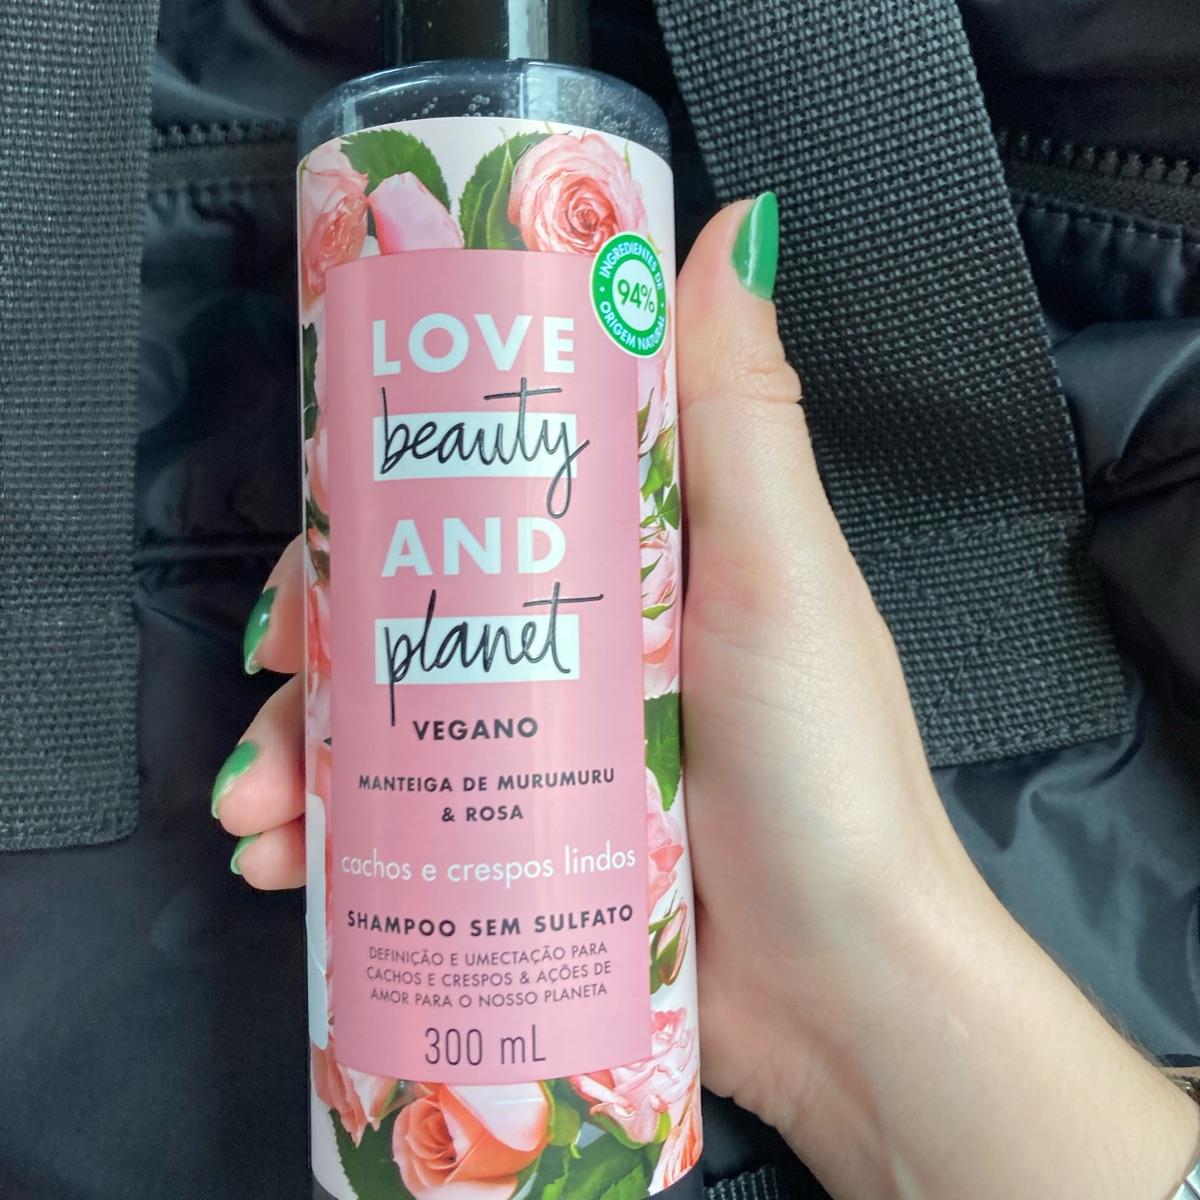 INGREDIENTES DE
94%
ORIGEM NATURAL
LOVE
beauty
AND
planet
VEGANO
MANTEIGA DE MURUMURU
& ROSA
cachos e crespos lindos
SHAMPOO SEM SULFATO
DEFINIÇÃO E UMECTAÇÃO PARA
CACHOS E CRESPOS & AÇÕES DE
AMOR PARA O NOSSO PLANETA
300 mL